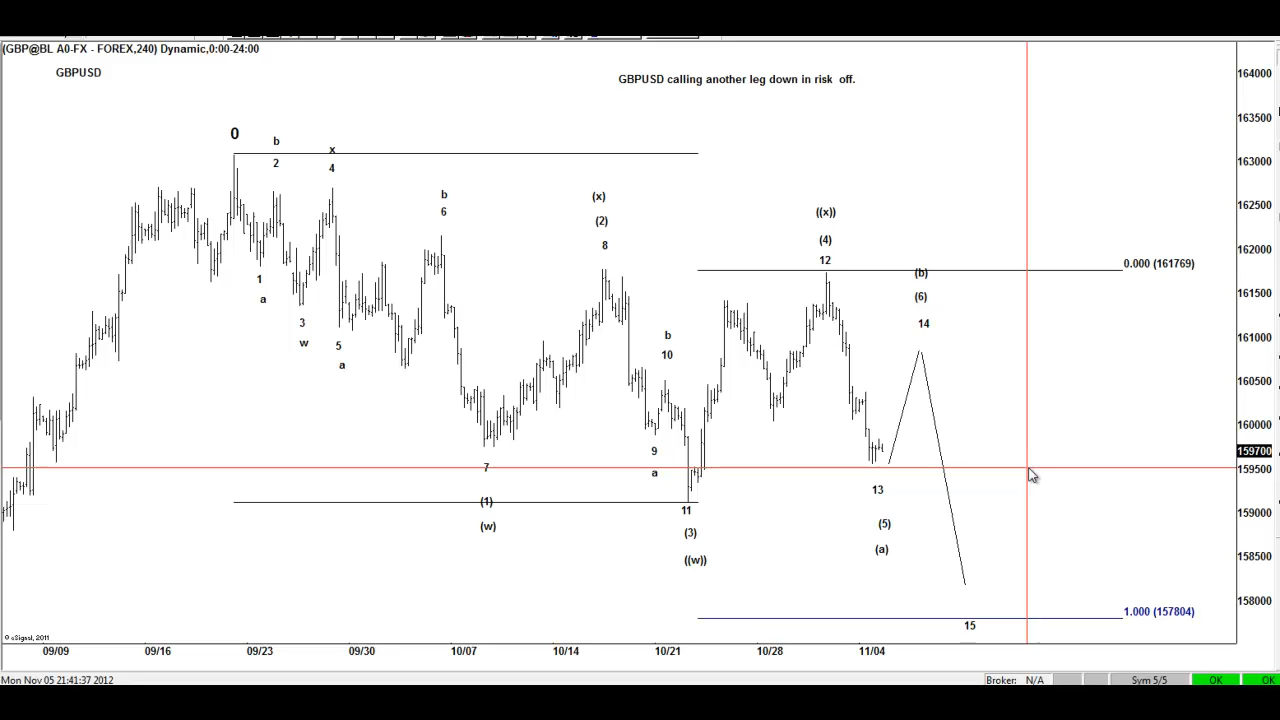 (GBP@BL A0-FX - FOREX,240) Dynamic,0:00-24:00
GBPUSD
GBPUSD calling another leg down in risk  off.
164000
163500
163000
162500
162000
161500
161000
160500
160000
159700
159500
159000
158500
158000
0
b
2
x
4
1
a
3
w
5
a
b
6
7
(1)
(w)
(x)
(2)
8
b
10
9
a
11
(3)
((w))
((x))
(4)
12
0.000 (161769)
(b)
(6)
14
13
(5)
(a)
1.000 (157804)
15
© eSignal, 2011
09/09 09/16 09/23 09/30 10/07 10/14 10/21 10/28 11/04
Mon Nov 05 21:41:37 2012
Broker: N/A Sym 5/5 OK OK